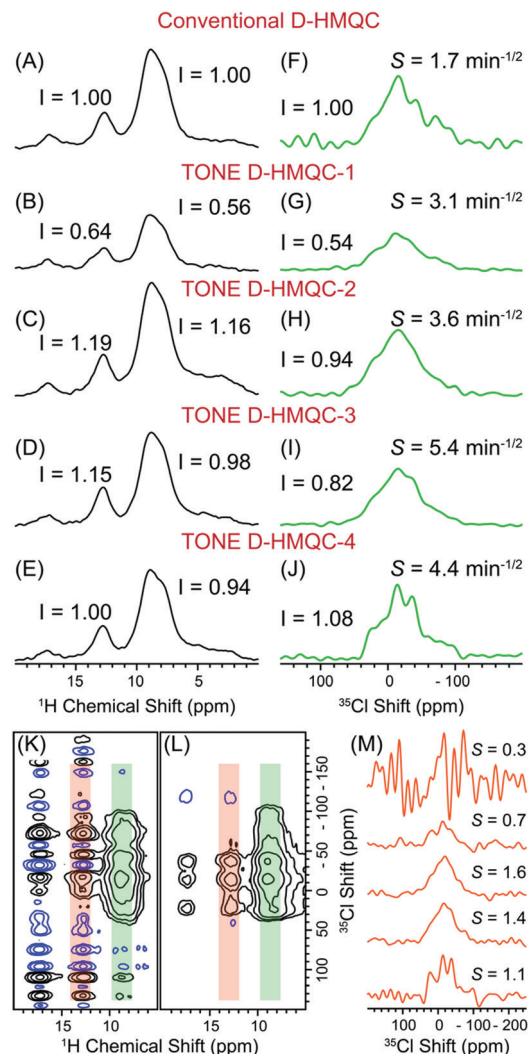 Conventional D-HMQC
(A)
I = 1.00
I = 1.00
(F)
S = 1.7 min-1/2
I = 1.00
TONE D-HMQC-1
(B)
I = 0.64
I = 0.56
(G)
S = 3.1 min-1/2
I = 0.54
TONE D-HMQC-2
(C)
I = 1.19
I = 1.16
(H)
S = 3.6 min-1/2
I = 0.94
TONE D-HMQC-3
(D)
I = 1.15
I = 0.98
(I)
S = 5.4 min-1/2
I = 0.82
TONE D-HMQC-4
(E)
I = 1.00
I = 0.94
(J)
S = 4.4 min-1/2
I = 1.08
15 10 5
1H Chemical Shift (ppm)
100 0 - 100
35Cl Shift (ppm)
(K)
(L)
- 150
- 100
- 50
0
50
100
35Cl Shift (ppm)
15 10 15 10
1H Chemical Shift (ppm)
(M)
S = 0.3
S = 0.7
S = 1.6
S = 1.4
S = 1.1
100 0 - 100 - 200
35Cl Shift (ppm)